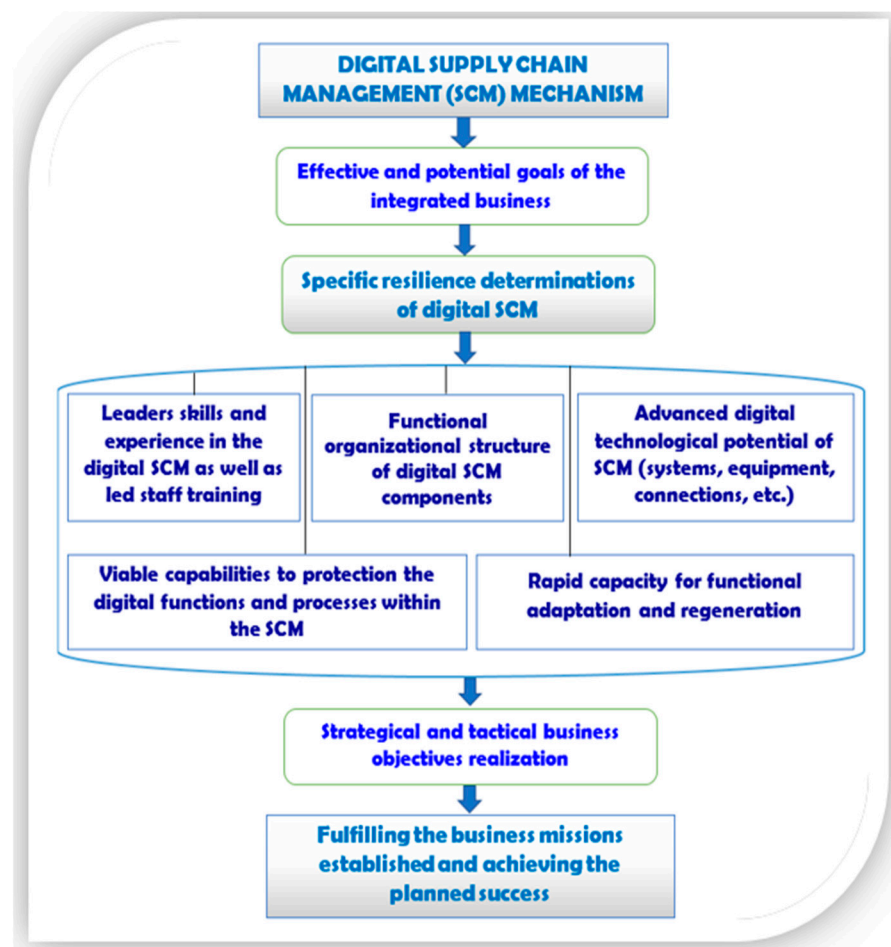 DIGITAL SUPPLY CHAIN
MANAGEMENT (SCM) MECHANISM
Effective and potential goals of the
integrated business
Specific resilience determinations
of digital SCM
Leaders skills and
experience in the
digital SCM as well as
led staff training
Functional
organizational structure
of digital SCM
components
Advanced digital
technological potential of
SCM (systems, equipment,
connections, etc.)
Viable capabilities to protection the
digital functions and processes within
the SCM
Rapid capacity for functional
adaptation and regeneration
Strategical and tactical business
objectives realization
Fulfilling the business missions
established and achieving the
planned success